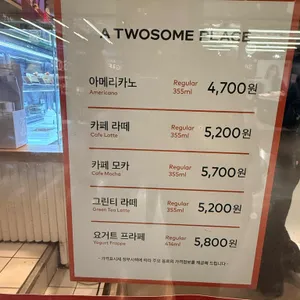 A TWOSOME PLACE
아메리카노 Regular 4,700원
Americano 355ml
카페 라떼 Regular 5,200원
Cafe Latte 355ml
카페 모카 Regular 5,700원
Cafe Mocha 355ml
그린티 라떼 Regular 5,200원
Green Tea Latte 355ml
요거트 프라페 Regular 5,800원
Yogurt Frappe 414ml